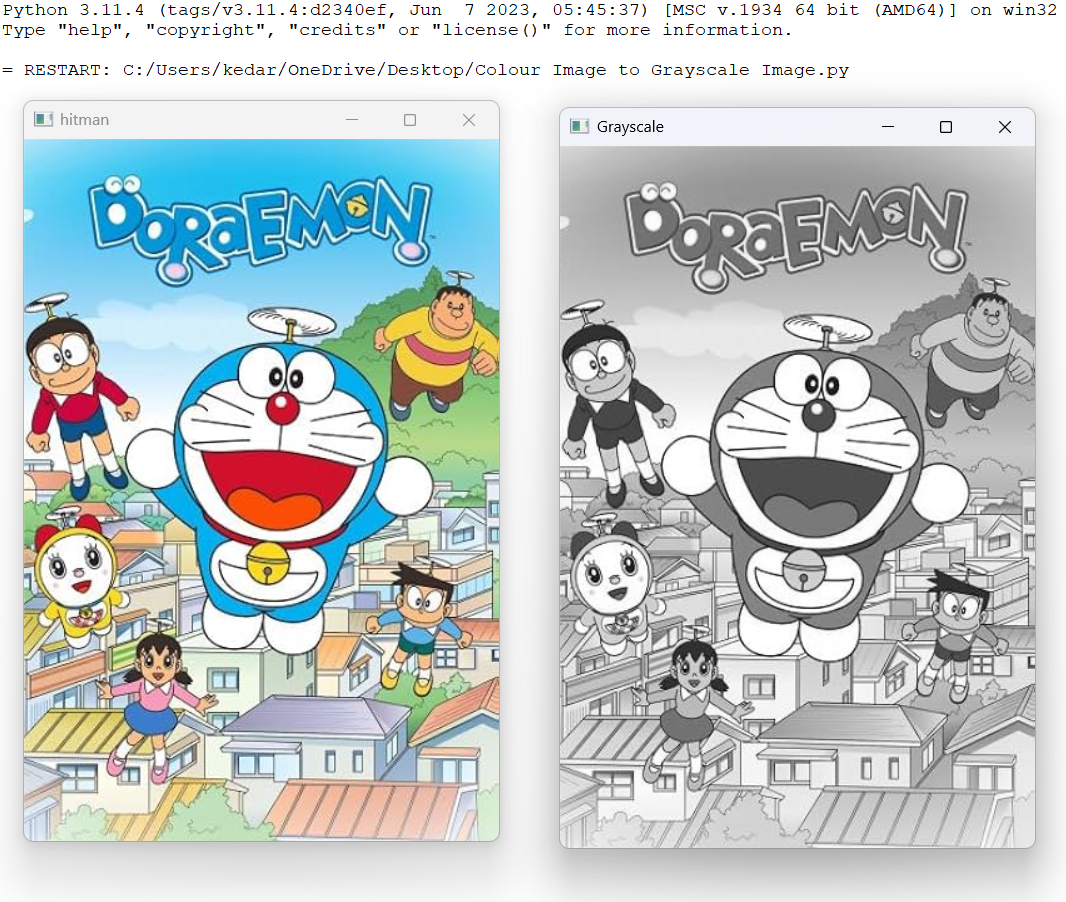 Python 3.11.4 (tags/v3.11.4:d2340ef, Jun  7 2023, 05:45:37) [MSC v.1934 64 bit (AMD64)] on win32
Type "help", "copyright", "credits" or "license()" for more information.
= RESTART: C:/Users/kedar/OneDrive/Desktop/Colour Image to Grayscale Image.py
hitman
Grayscale
DORAEMON
DORAEMON